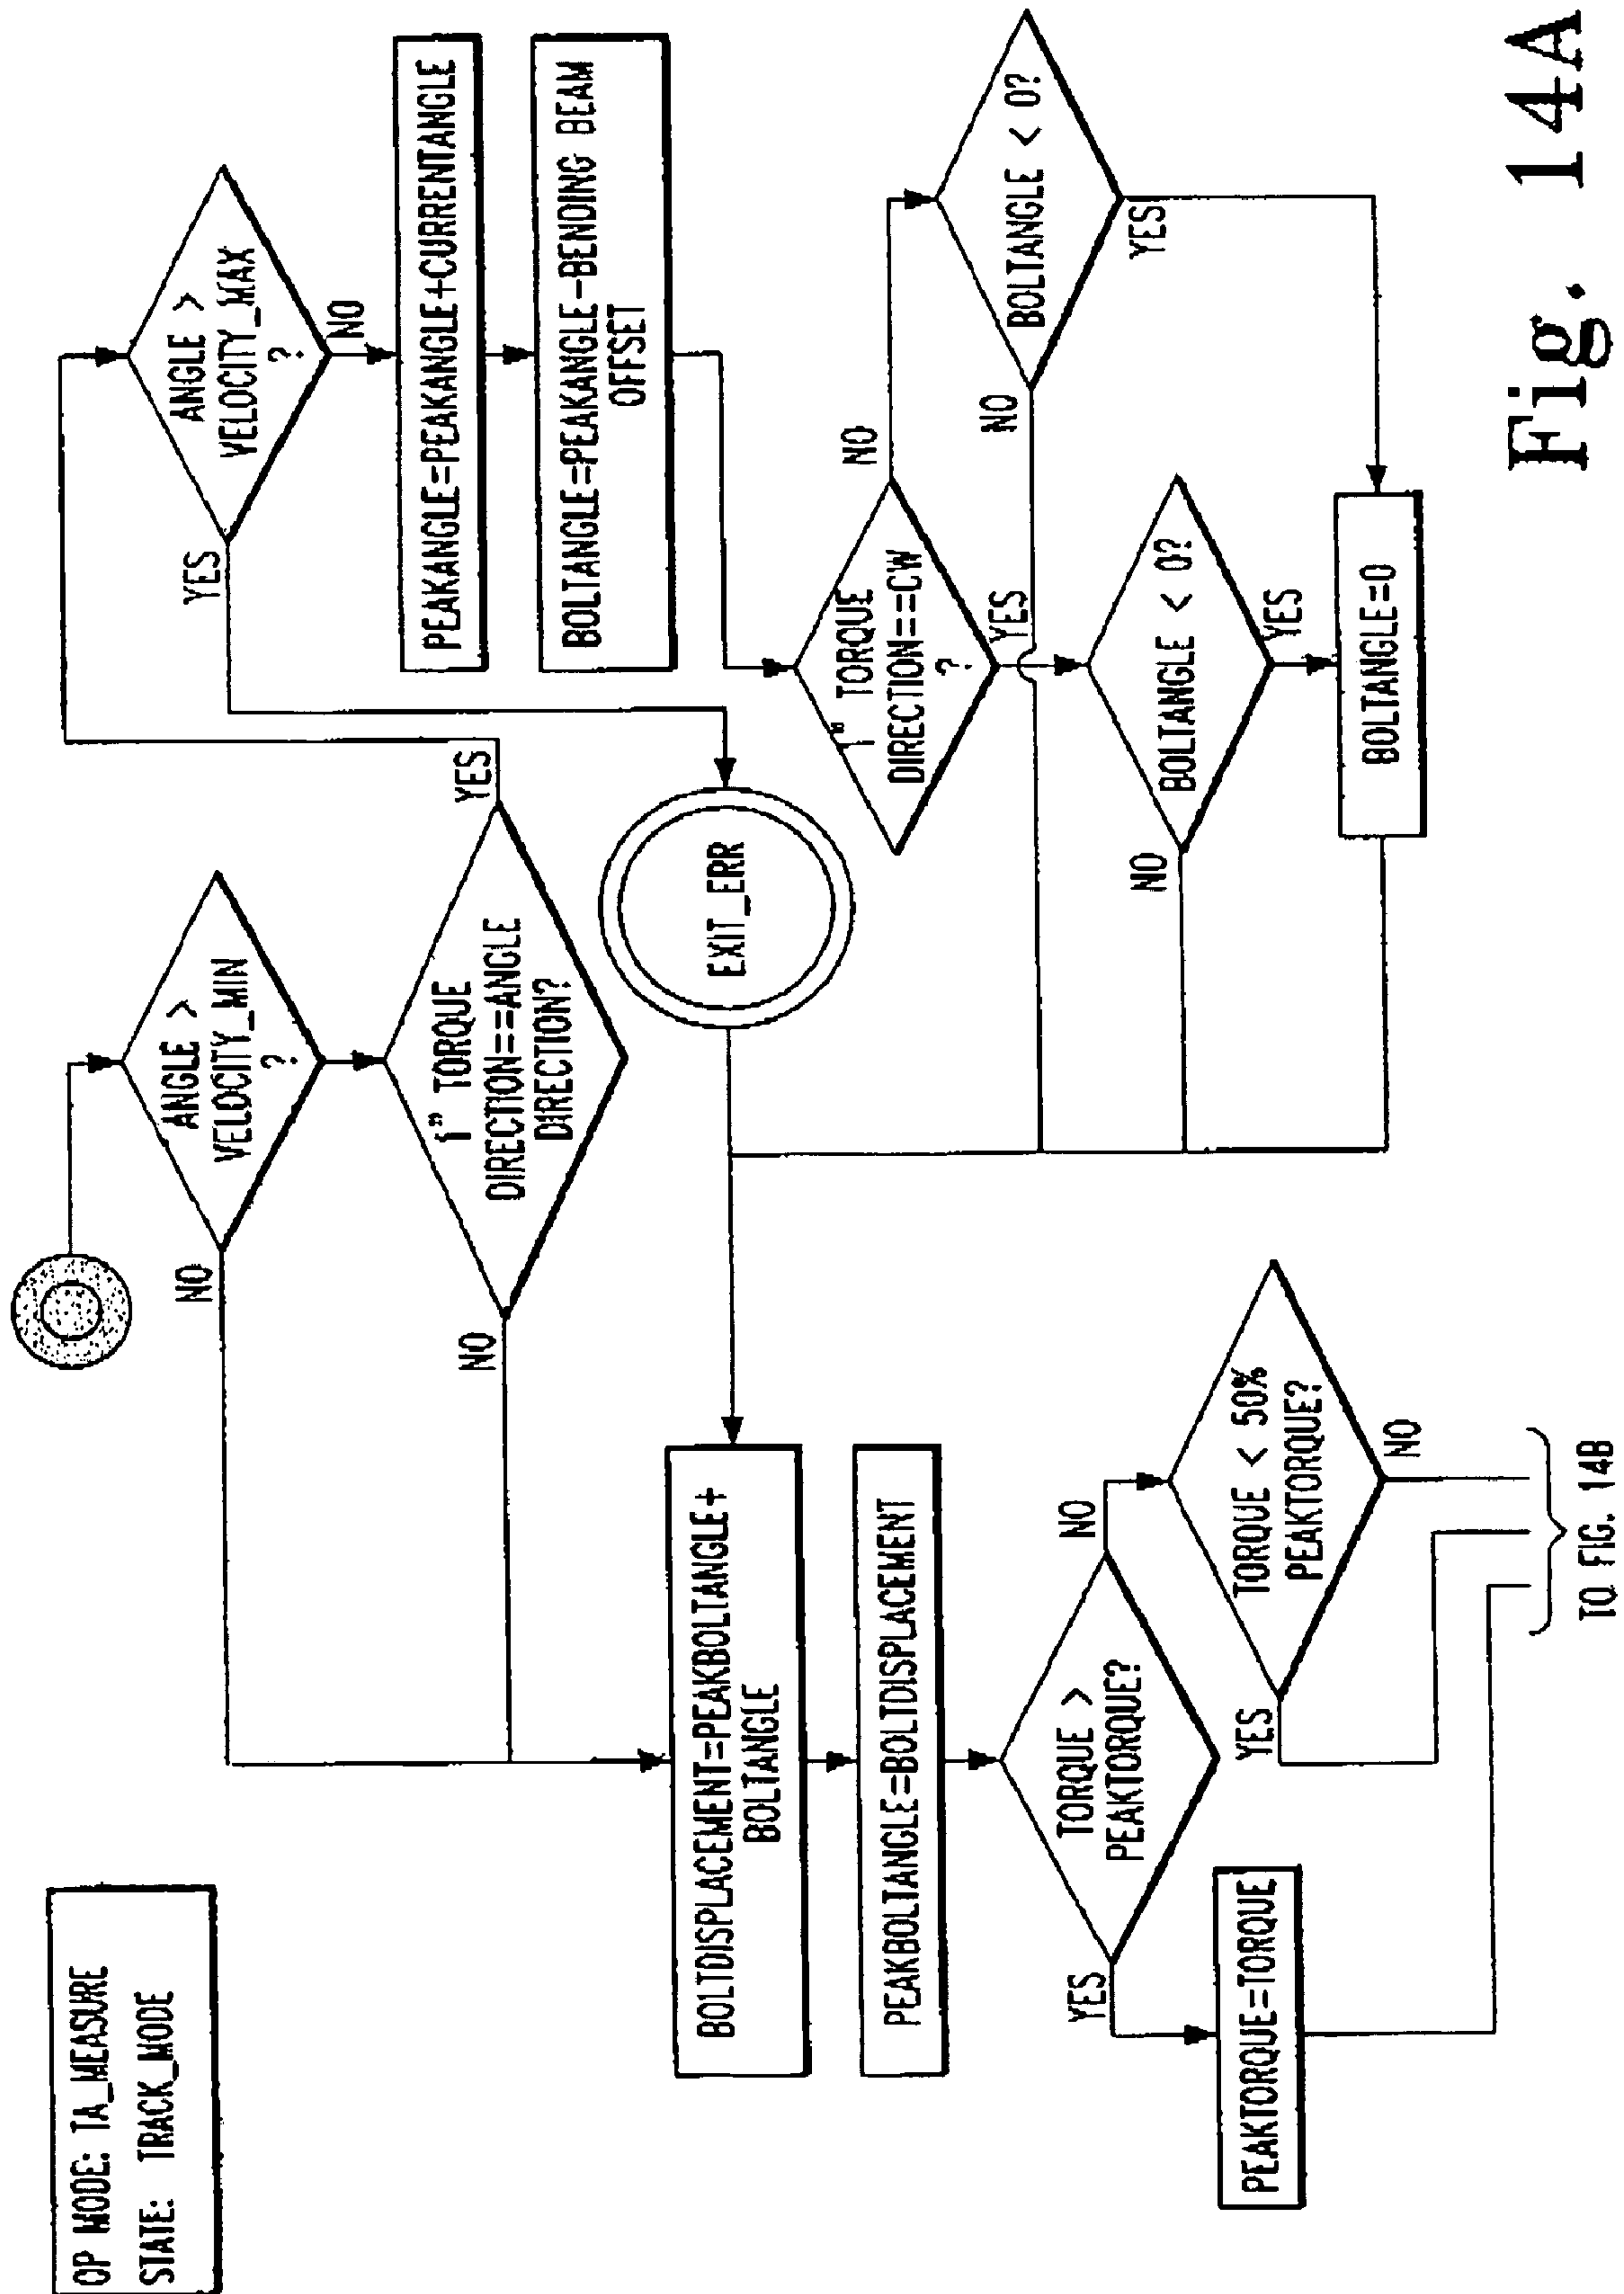 OP MODE: TA_MEASURE
STATE: TRACK_MODE
ANGLE >
VELOCITY_MIN
?
NO
1" TORQUE
DIRECTION==ANGLE
DIRECTION?
NO
YES
ANGLE >
VELOCITY_MAX
?
YES
NO
PEAKANGLE=PEAKANGLE+CURRENTANGLE
BOLTANGLE=PEAKANGLE-BENDING BEAM
OFFSET
EXIT_ERR
1" TORQUE
DIRECTION==CW
?
NO
YES
BOLTANGLE < 0?
NO
YES
BOLTANGLE < 0?
NO
YES
BOLTANGLE=0
BOLTDISPLACEMENT=PEAKBOLTANGLE+
BOLTANGLE
PEAKBOLTANGLE=BOLTDISPLACEMENT
TORQUE >
PEAKTORQUE?
YES
NO
PEAKTORQUE=TORQUE
TORQUE < 50%
PEAKTORQUE?
YES
NO
TO FIG. 14B
Fig. 14A